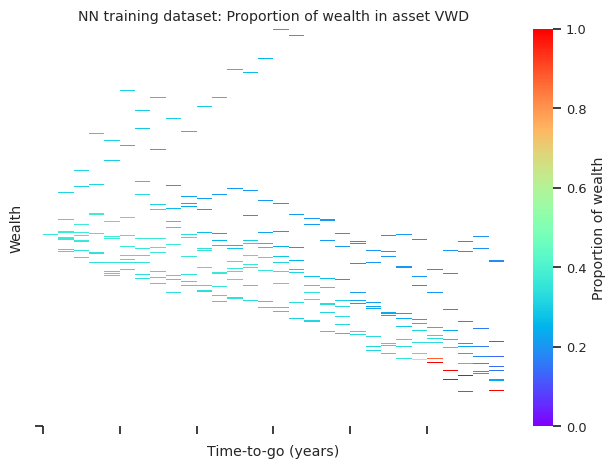 NN training dataset: Proportion of wealth in asset VWD
1.0
0.8
0.6
0.4
0.2
0.0
Proportion of wealth
Wealth
Time-to-go (years)